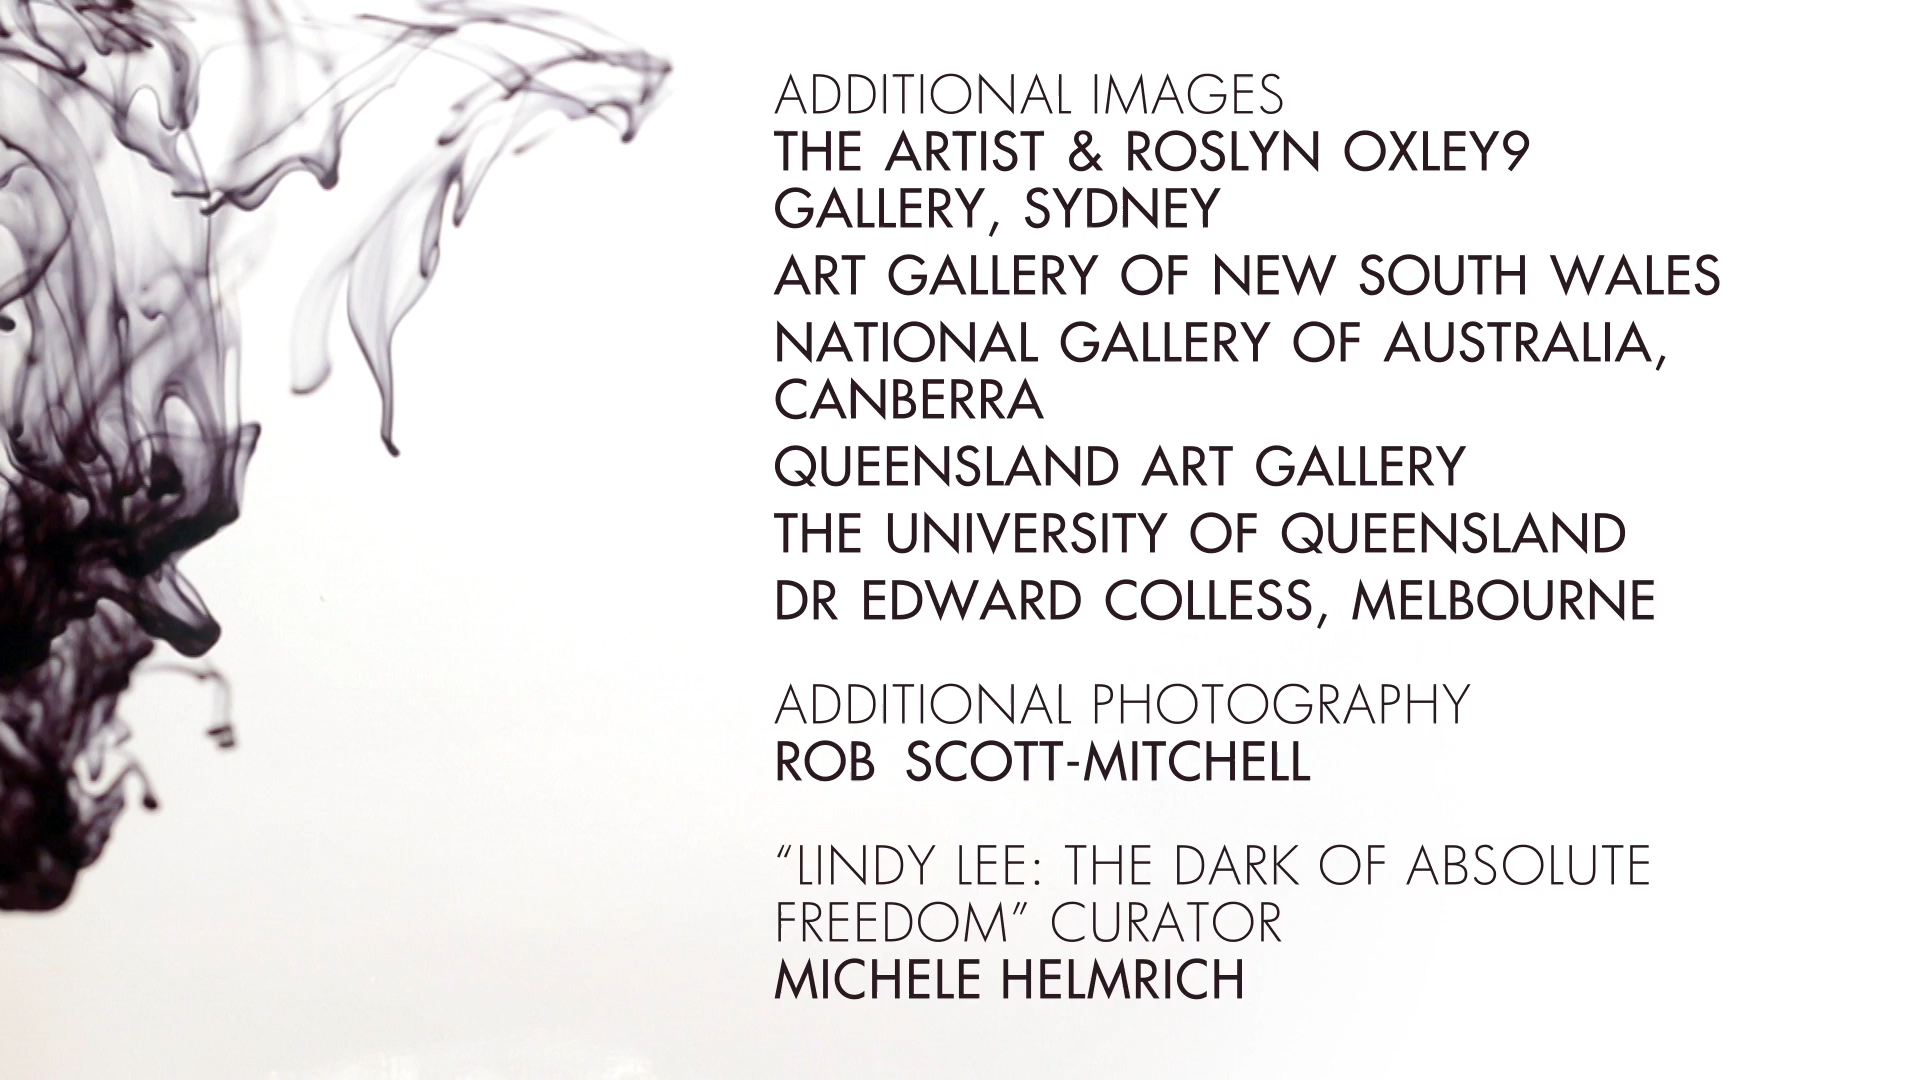 ADDITIONAL IMAGES
THE ARTIST & ROSLYN OXLEY9
GALLERY, SYDNEY
ART GALLERY OF NEW SOUTH WALES
NATIONAL GALLERY OF AUSTRALIA,
CANBERRA
QUEENSLAND ART GALLERY
THE UNIVERSITY OF QUEENSLAND
DR EDWARD COLLESS, MELBOURNE
ADDITIONAL PHOTOGRAPHY
ROB SCOTT-MITCHELL
“LINDY LEE: THE DARK OF ABSOLUTE
FREEDOM” CURATOR
MICHELE HELMRICH